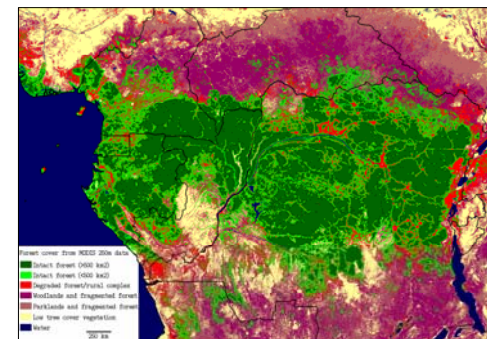 Forest cover from MODIS 250m data
Intact forest (>500 km2)
Intact forest (<500 km2)
Degraded forest/rural complex
Woodlands and fragmented forest
Parklands and fragmented forest
Low tree cover vegetation
Water
250 km